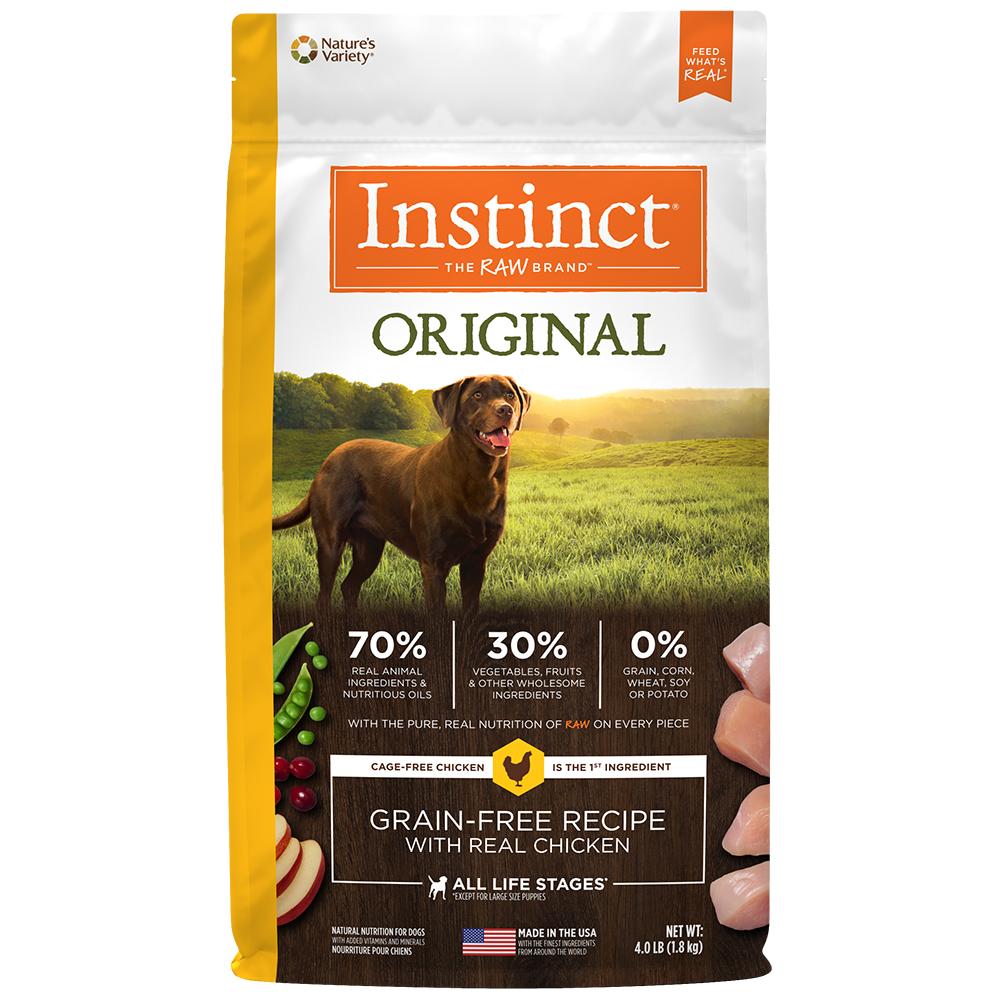 Nature's
Variety®
FEED
WHAT'S
REAL™
Instinct®
THE RAW BRAND™
ORIGINAL
70%
REAL ANIMAL
INGREDIENTS &
NUTRITIOUS OILS
30%
VEGETABLES, FRUITS
& OTHER WHOLESOME
INGREDIENTS
0%
GRAIN, CORN,
WHEAT, SOY
OR POTATO
WITH THE PURE, REAL NUTRITION OF RAW ON EVERY PIECE
CAGE-FREE CHICKEN IS THE 1ST INGREDIENT
GRAIN-FREE RECIPE
WITH REAL CHICKEN
ALL LIFE STAGES*
*EXCEPT FOR LARGE SIZE PUPPIES
NATURAL NUTRITION FOR DOGS
WITH ADDED VITAMINS AND MINERALS
NOURRITURE POUR CHIENS
MADE IN THE USA
WITH THE FINEST INGREDIENTS
FROM AROUND THE WORLD
NET WT:
4.0 LB (1.8 kg)